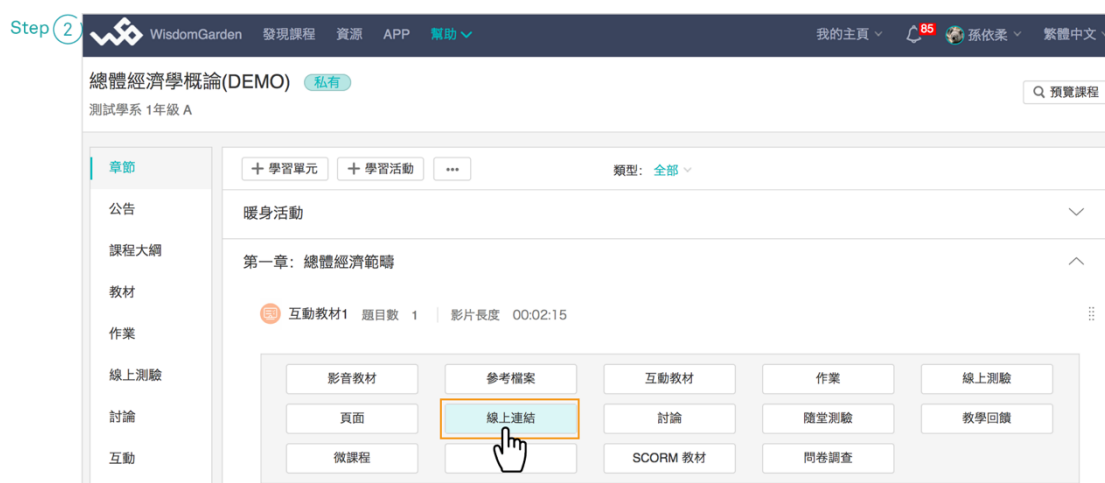 Step 2
WisdomGarden 發現課程 資源 APP 幫助 我的主頁 85 孫依柔 繁體中文
總體經濟學概論(DEMO) 私有
測試學系 1年級 A
預覽課程
章節
公告
課程大綱
教材
作業
線上測驗
討論
互動
+ 學習單元 + 學習活動 ••• 類型: 全部
暖身活動
第一章: 總體經濟範疇
互動教材1 題目數 1 影片長度 00:02:15
影音教材 參考檔案 互動教材 作業 線上測驗
頁面 線上連結 討論 隨堂測驗 教學回饋
微課程 SCORM 教材 問卷調查